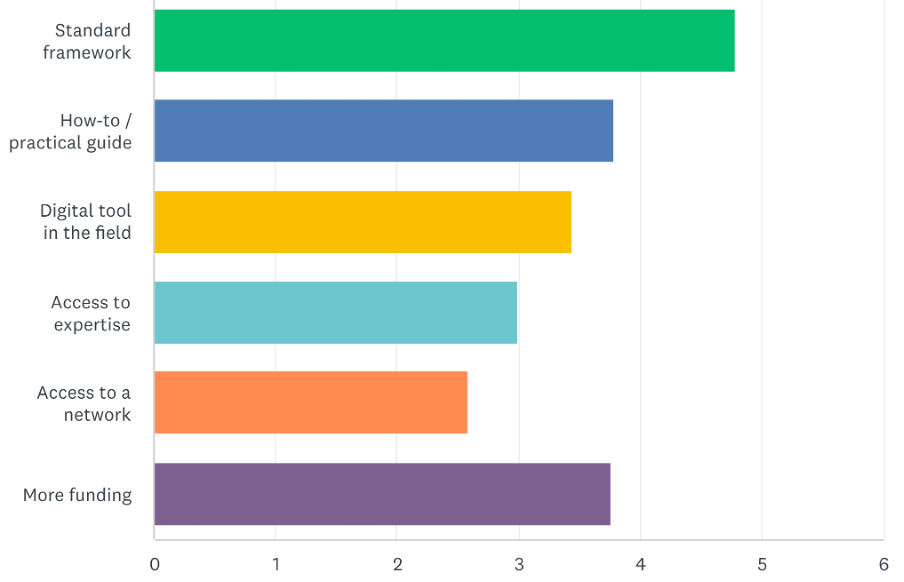 Standard
framework
How-to /
practical guide
Digital tool
in the field
Access to
expertise
Access to a
network
More funding
0 1 2 3 4 5 6